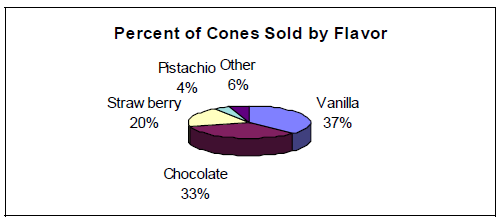 Percent of Cones Sold by Flavor
Pistachio
4%
Other
6%
Straw berry
20%
Vanilla
37%
Chocolate
33%